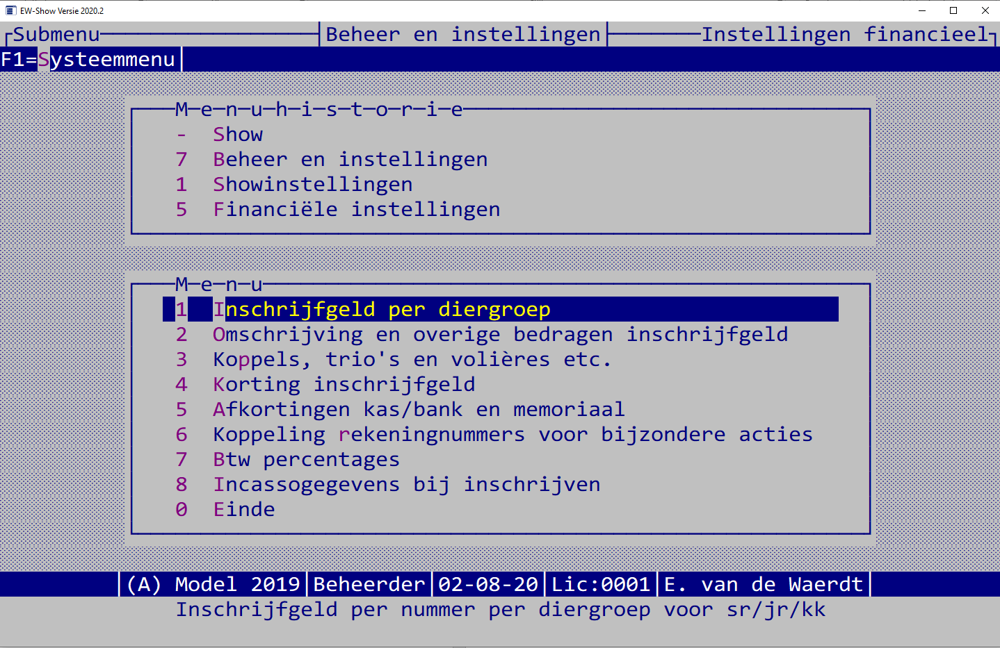 EW-Show Versie 2020.2
Submenu Beheer en instellingen Instellingen financieel
F1=Systeemmenu
Menuhistorie
- Show
7 Beheer en instellingen
1 Showinstellingen
5 Financiële instellingen
Menu
1 Inschrijfgeld per diergroep
2 Omschrijving en overige bedragen inschrijfgeld
3 Koppels, trio's en volières etc.
4 Korting inschrijfgeld
5 Afkortingen kas/bank en memoriaal
6 Koppeling rekeningnummers voor bijzondere acties
7 Btw percentages
8 Incassogegevens bij inschrijven
0 Einde
(A) Model 2019|Beheerder|02-08-20|Lic:0001|E. van de Waerdt
Inschrijfgeld per nummer per diergroep voor sr/jr/kk